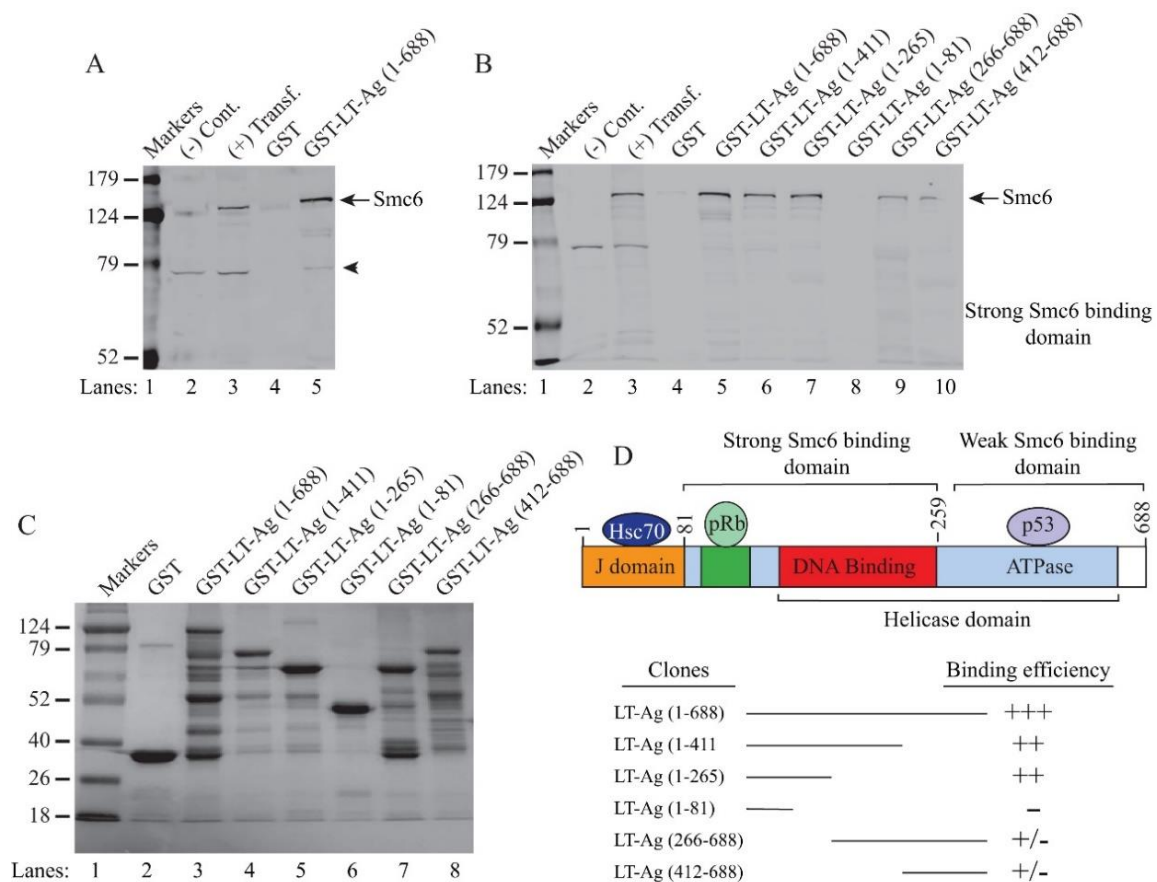 A
Markers
(-) Cont.
(+) Transf.
GST
GST-LT-Ag (1-688)
179
124
79
52
Smc6
Lanes: 1 2 3 4 5
B
Markers
(-) Cont.
(+) Transf.
GST
GST-LT-Ag (1-688)
GST-LT-Ag (1-411)
GST-LT-Ag (1-265)
GST-LT-Ag (1-81)
GST-LT-Ag (266-688)
GST-LT-Ag (412-688)
179
124
79
52
Smc6
Strong Smc6 binding
domain
Lanes: 1 2 3 4 5 6 7 8 9 10
C
Markers
GST
GST-LT-Ag (1-688)
GST-LT-Ag (1-411)
GST-LT-Ag (1-265)
GST-LT-Ag (1-81)
GST-LT-Ag (266-688)
GST-LT-Ag (412-688)
124
79
52
40
26
18
Lanes: 1 2 3 4 5 6 7 8
D
Strong Smc6 binding
domain
Weak Smc6 binding
domain
1
81
259
688
Hsc70
pRb
p53
J domain
DNA Binding
ATPase
Helicase domain
Clones Binding efficiency
LT-Ag (1-688) +++
LT-Ag (1-411 ++
LT-Ag (1-265) ++
LT-Ag (1-81) -
LT-Ag (266-688) +/-
LT-Ag (412-688) +/-